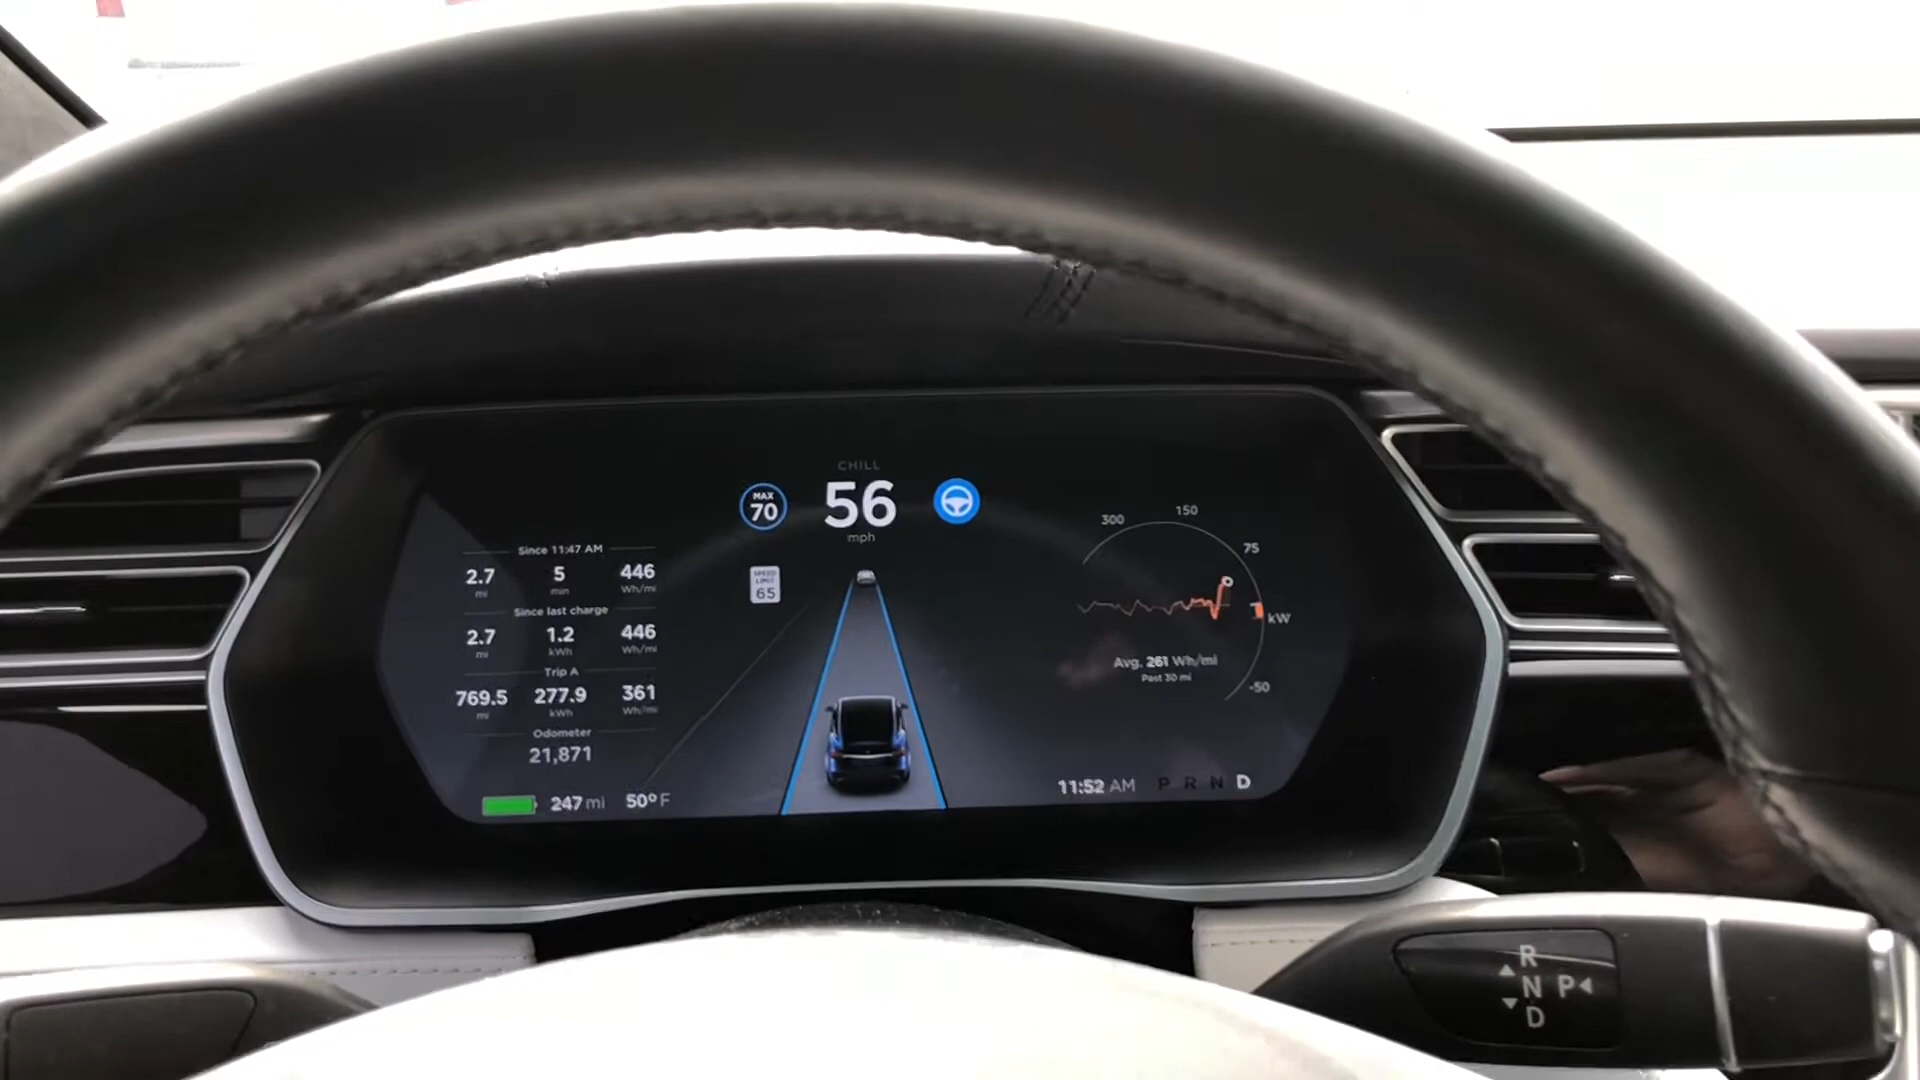 CHILL
MAX
70
56
mph
SPEED
LIMIT
65
Since 11:47 AM
2.7 5 446
mi min Wh/mi
Since last charge
2.7 1.2 446
mi kWh Wh/mi
Trip A
769.5 277.9 361
mi kWh Wh/mi
Odometer
21,871
247 mi 50°F
300 150
75
kW
-50
Avg. 261 Wh/mi
Past 30 mi
11:52 AM P R N D
R
N P
D